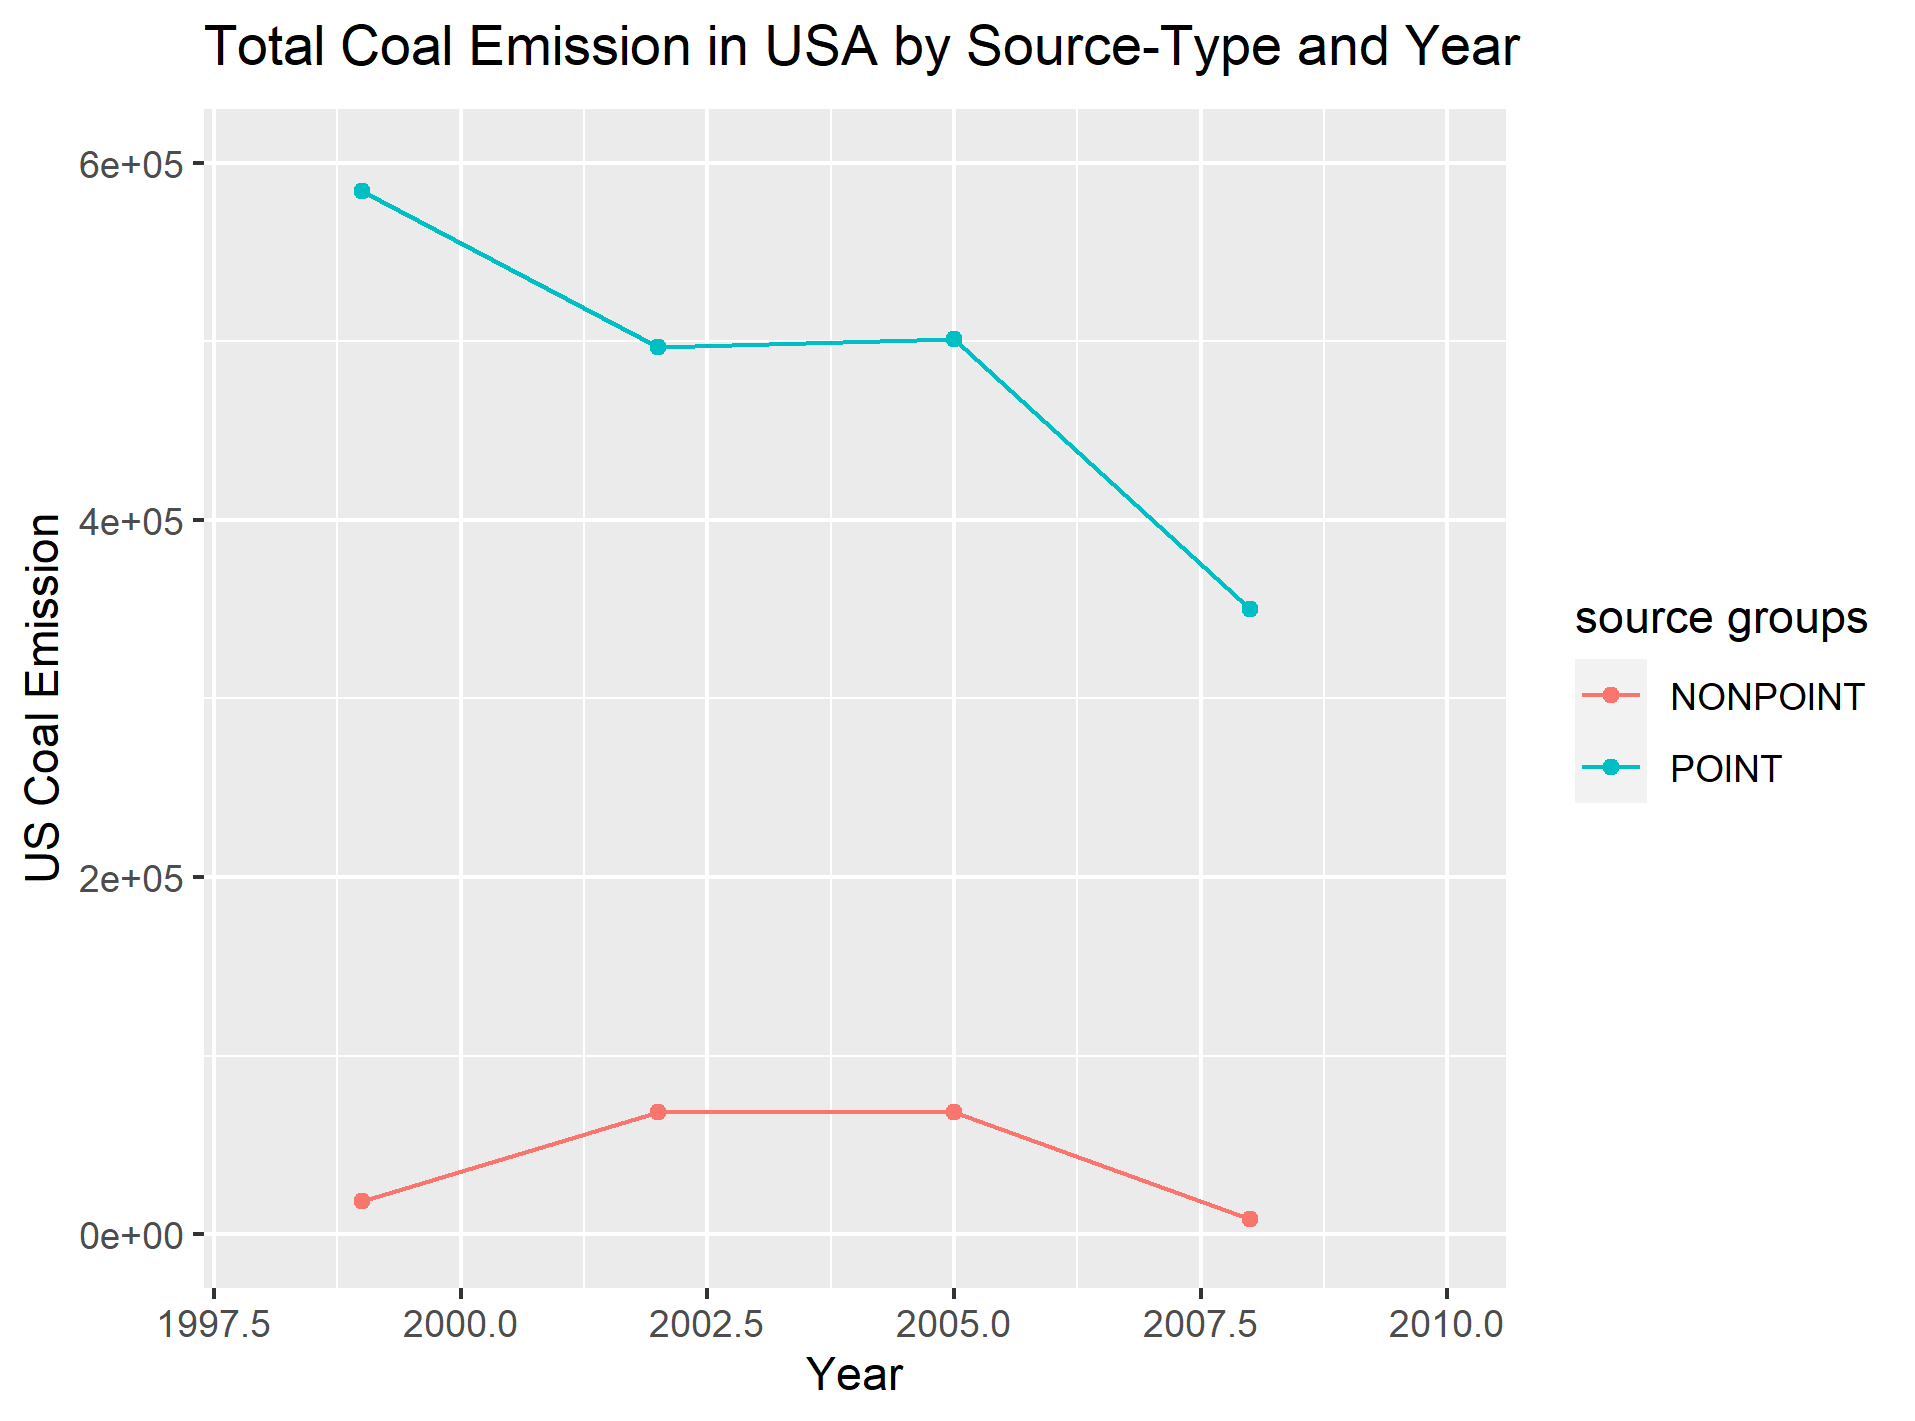 Total Coal Emission in USA by Source-Type and Year
US Coal Emission
6e+05
4e+05
2e+05
0e+00
1997.5
2000.0
2002.5
2005.0
2007.5
2010.0
Year
source groups
NONPOINT
POINT